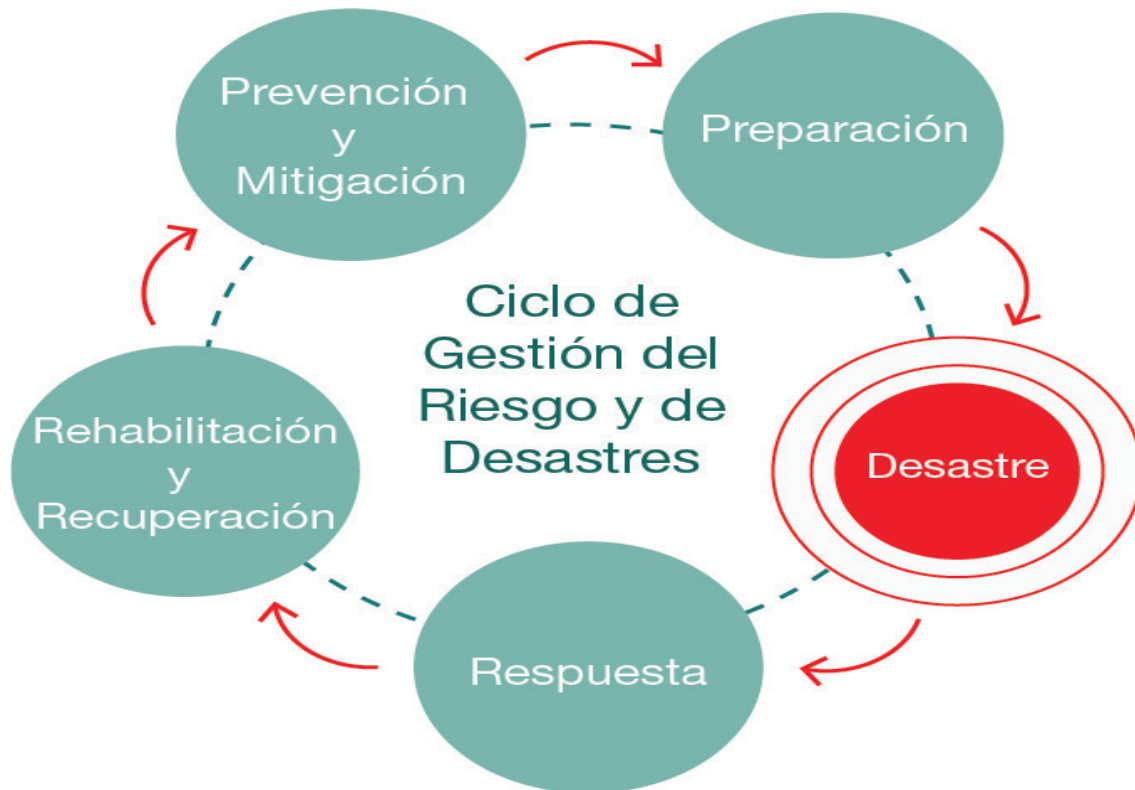 Prevención
y
Mitigación
Preparación
Ciclo de
Gestión del
Riesgo y de
Desastres
Desastre
Rehabilitación
y
Recuperación
Respuesta